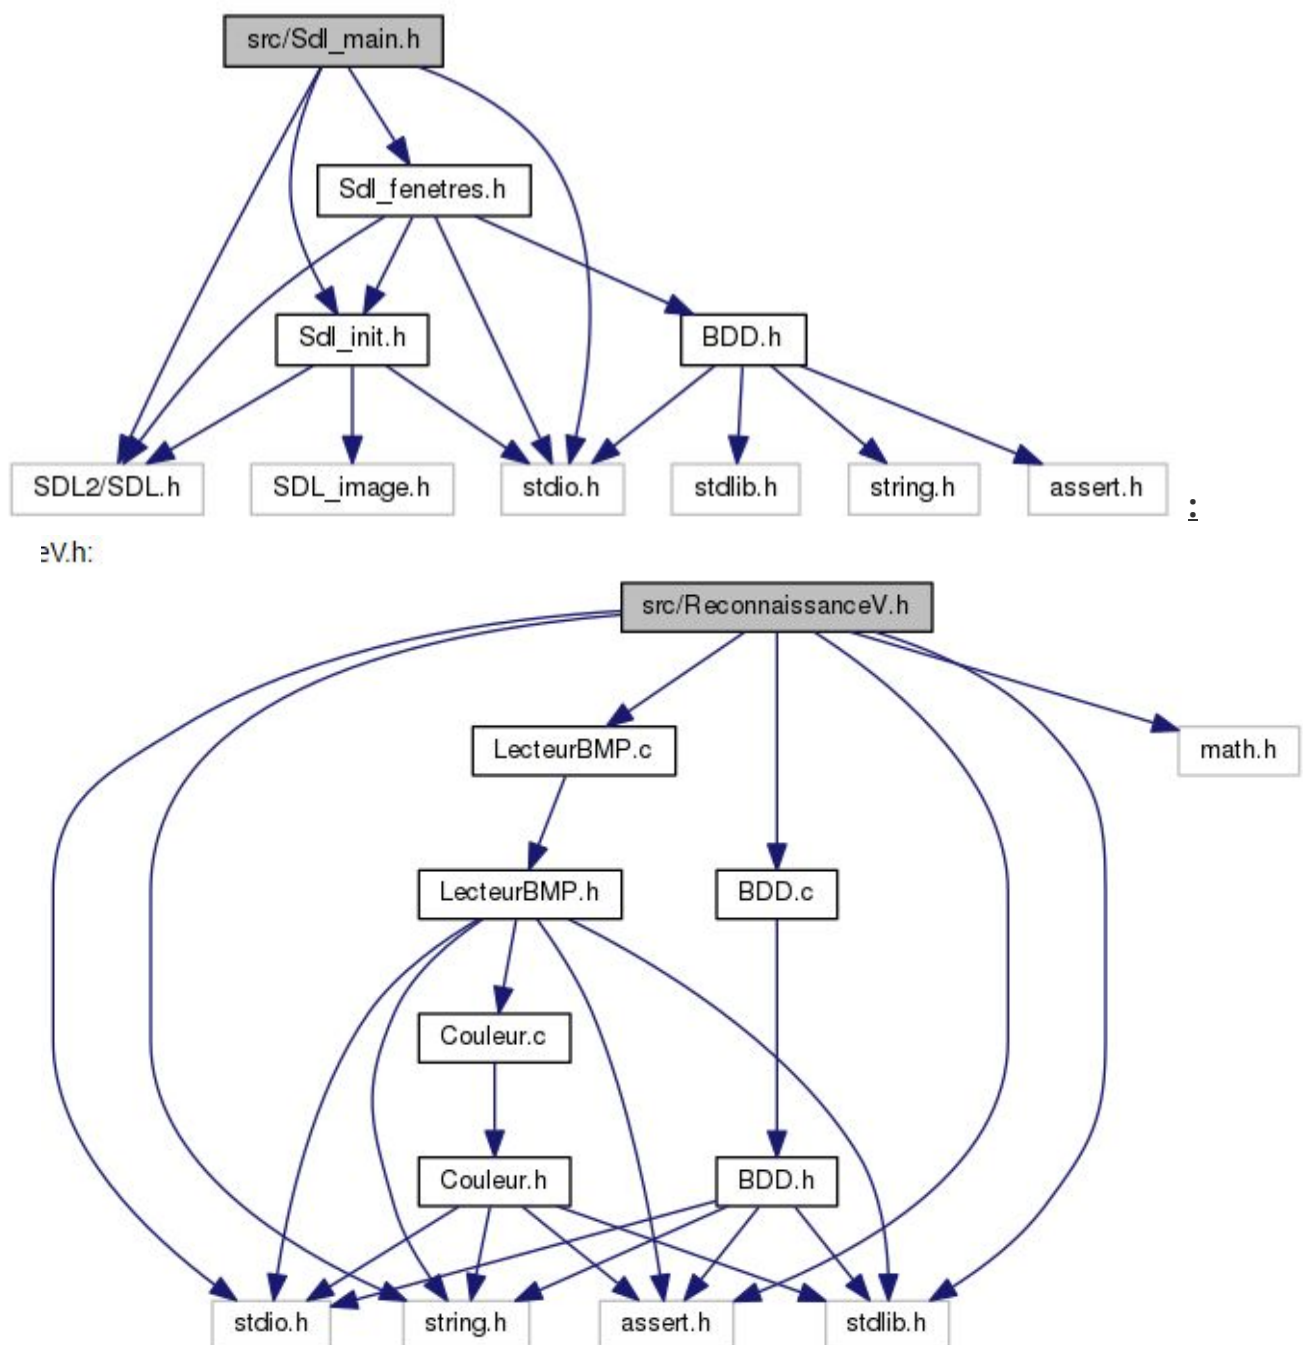 src/Sdl_main.h
Sdl_fenetres.h
Sdl_init.h BDD.h
SDL2/SDL.h SDL_image.h stdio.h stdlib.h string.h assert.h :
eV.h:
src/ReconnaissanceV.h
LecteurBMP.c math.h
LecteurBMP.h BDD.c
Couleur.c
Couleur.h BDD.h
stdio.h string.h assert.h stdlib.h